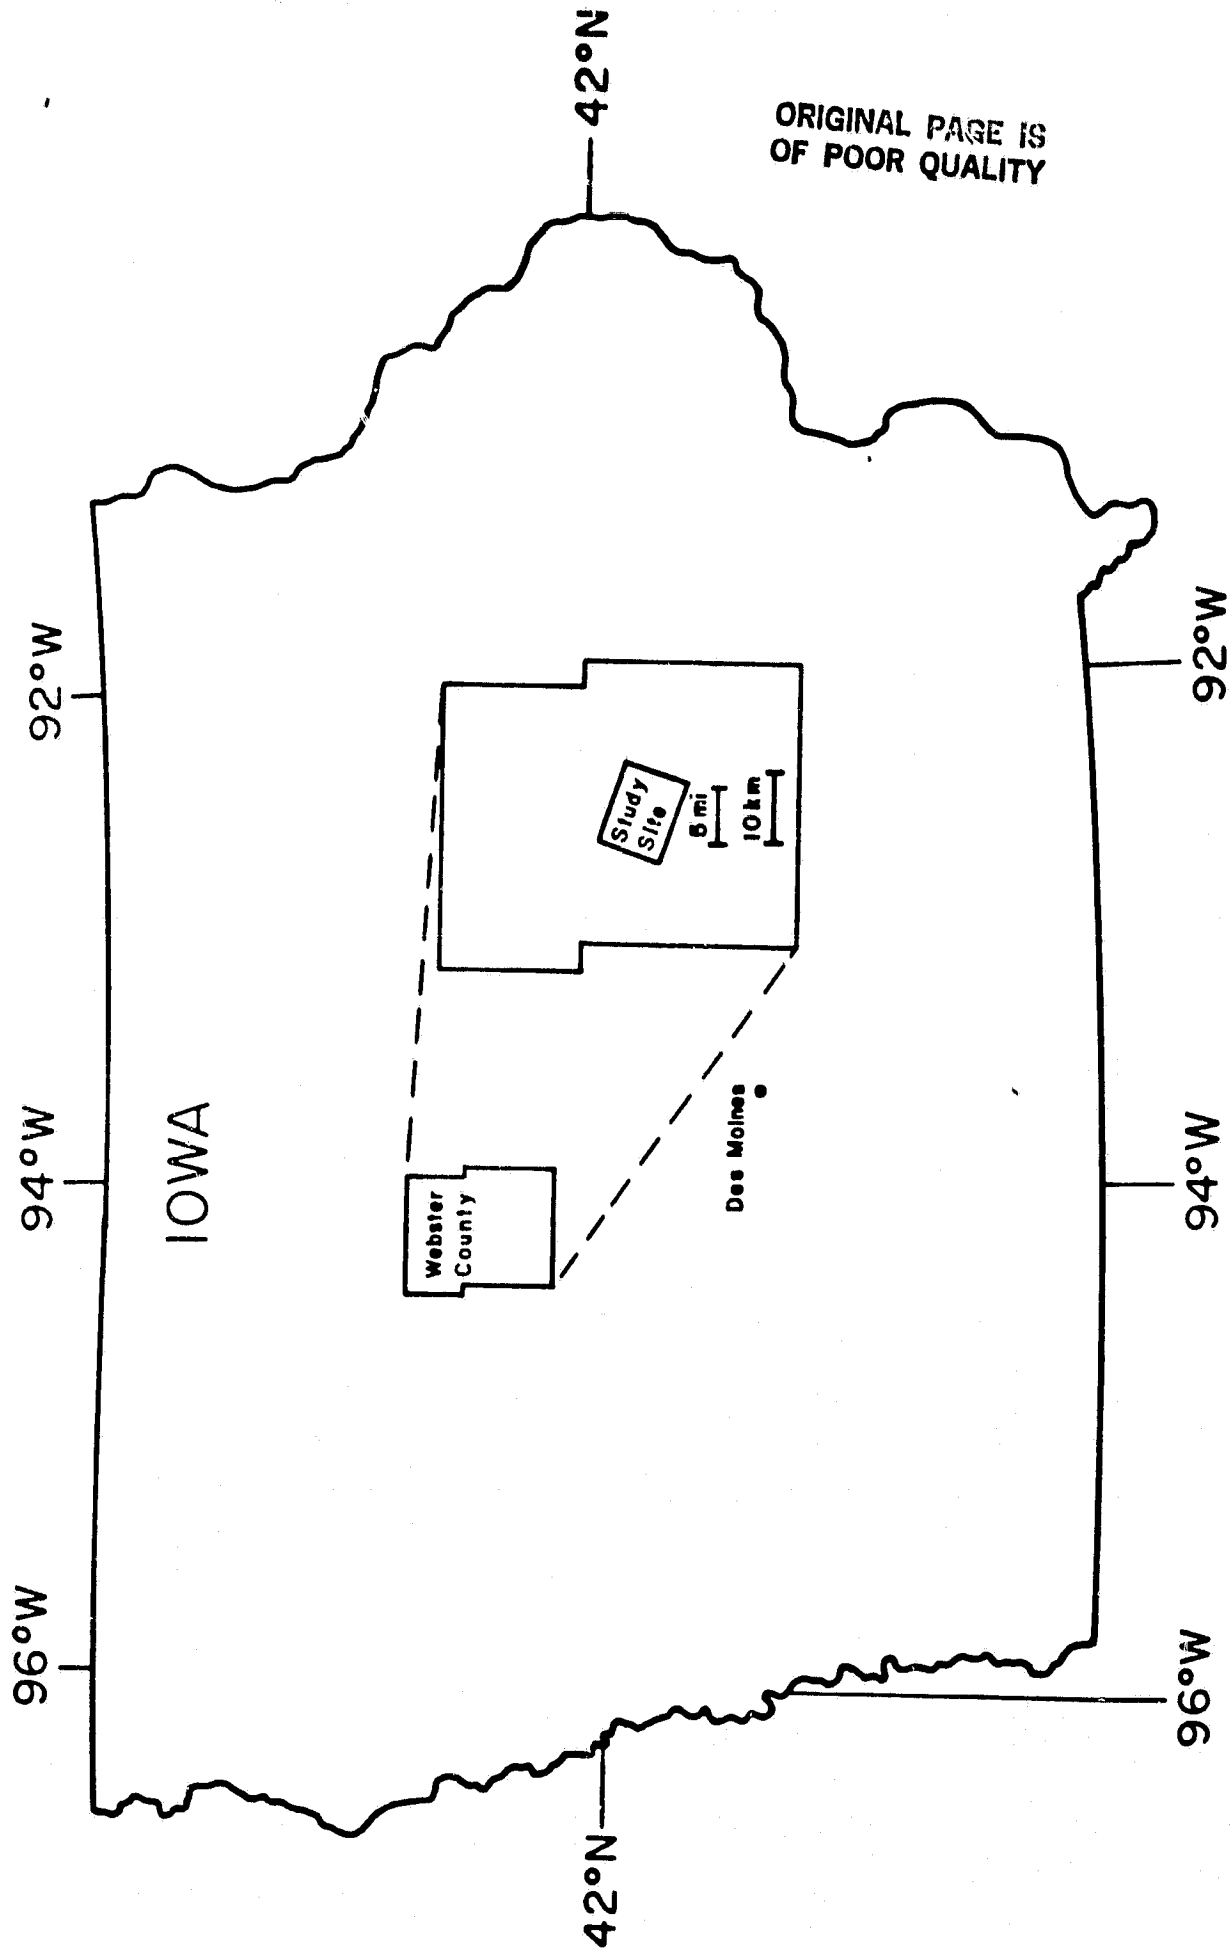 96°W
94°W
92°W
IOWA
Webster
County
Study
Site
5 mi
10 km
Des Moines
42°N
42°N
96°W
94°W
92°W
ORIGINAL PAGE IS
OF POOR QUALITY